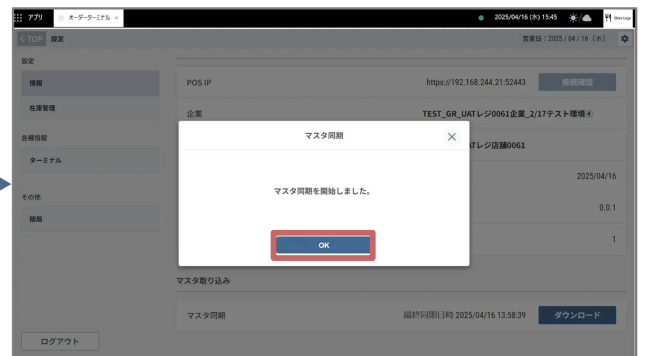 アプリ オーダーターミナル × 2025/04/16 (水) 15:45 Menu Logo
< TOP 設定 営業日：2025 / 04 / 16 （水）
設定
情報
在庫管理
各種情報
ターミナル
その他
開局
ログアウト
POS IP https://192.168.244.21:52443 接続確認
企業 TEST_GR_UATレジ0061企業_2/17テスト環境④
ATレジ店舗0061
2025/04/16
0.0.1
1
マスタ同期 ×
マスタ同期を開始しました。
OK
マスタ取り込み
マスタ同期 最終同期日時 2025/04/16 13:58:39 ダウンロード